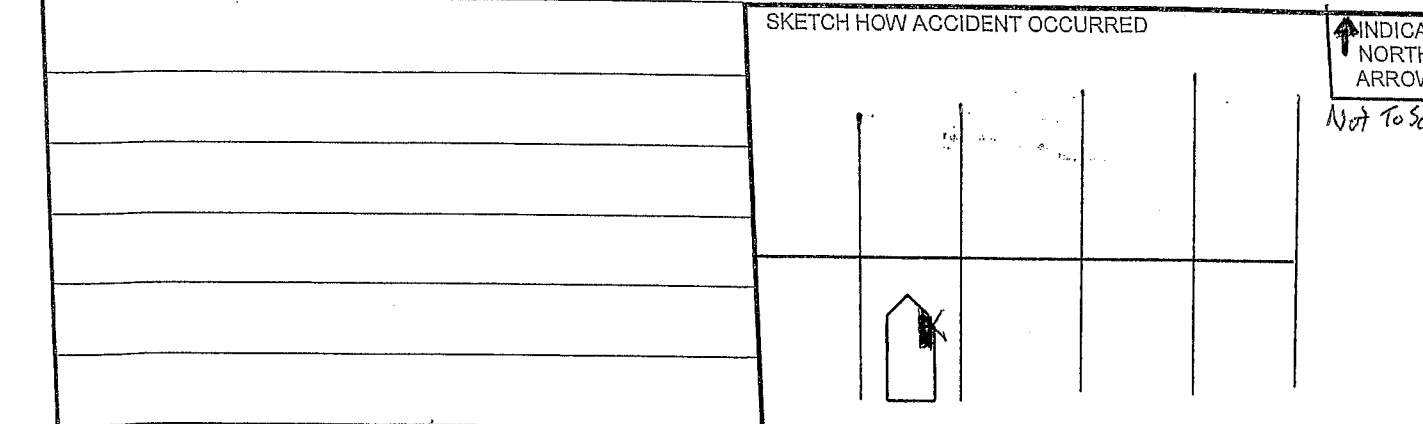 SKETCH HOW ACCIDENT OCCURRED
INDICA
NORTH
ARROW
Not To Sc